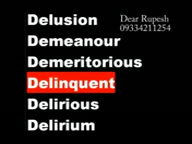 Delusion
Dear Rupesh
09334211254
Demeanour
Demeritorious
Delinquent
Delirious
Delirium